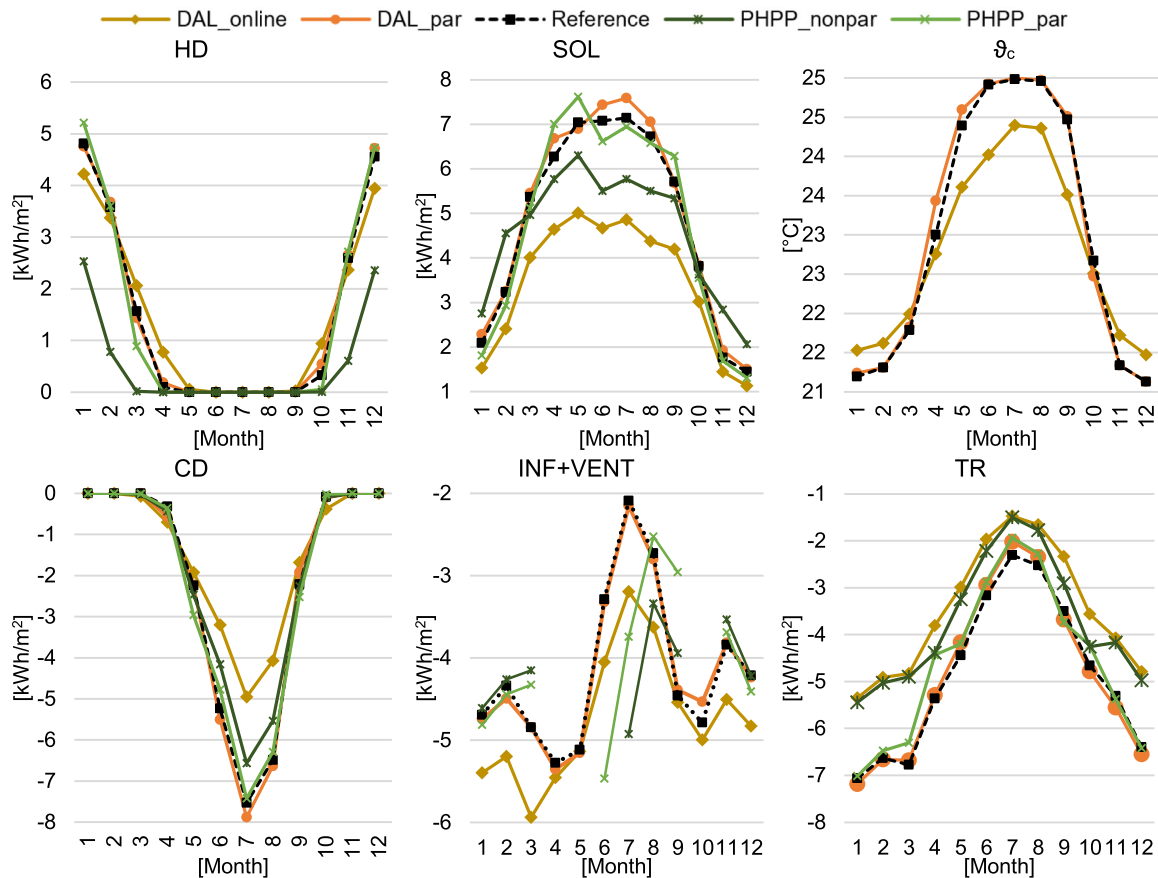 DAL_online DAL_par Reference PHPP_nonpar PHPP_par
HD SOL ϑc
6 8 25
5 7 25
4 6 24
3 5 24
2 4 23
1 3 23
0 2 22
1 22
21
[kWh/m²] [kWh/m²] [°C]
1 2 3 4 5 6 7 8 9 10 11 12
1 2 3 4 5 6 7 8 9 10 11 12
1 2 3 4 5 6 7 8 9 10 11 12
[Month] [Month] [Month]
CD INF+VENT TR
0 -2 -1
-1 -3 -2
-2 -4 -3
-3 -5 -4
-4 -6 -5
-5 -6
-6 -7
-7 -8
-8
[kWh/m²] [kWh/m²] [kWh/m²]
1 2 3 4 5 6 7 8 9 10 11 12
1 2 3 4 5 6 7 8 9 10 11 12
1 2 3 4 5 6 7 8 9 10 11 12
[Month] [Month] [Month]